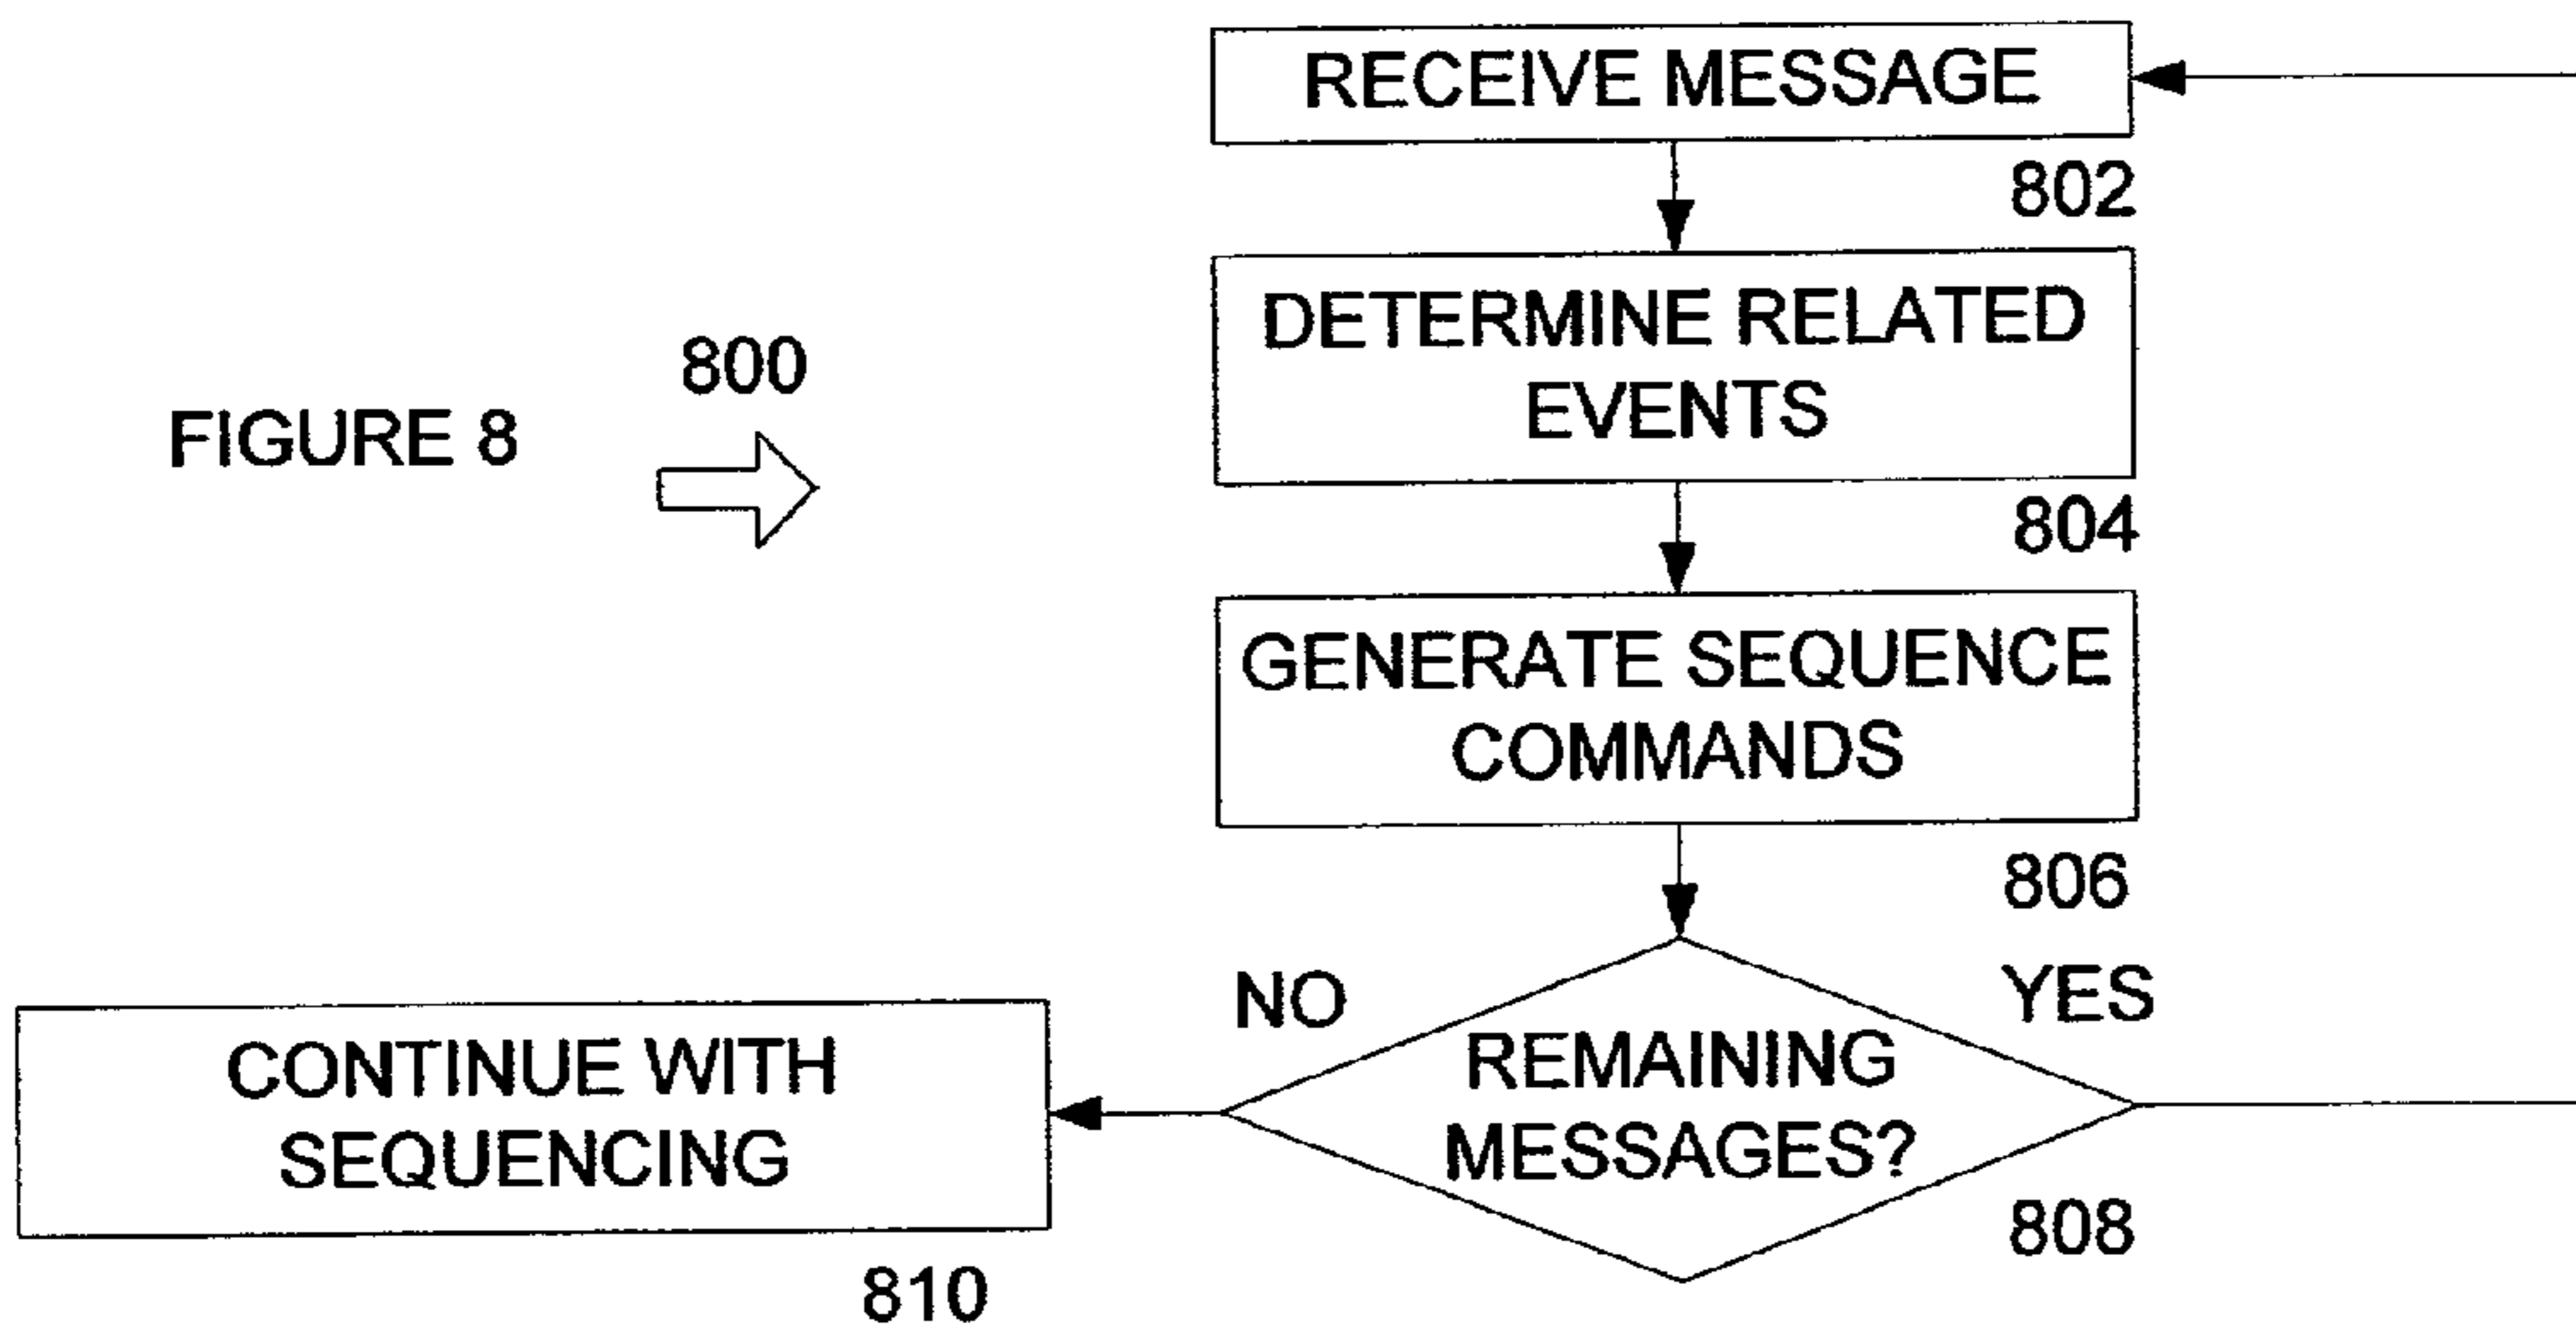 RECEIVE MESSAGE
802
DETERMINE RELATED
EVENTS
804
800
FIGURE 8
GENERATE SEQUENCE
COMMANDS
806
NO
YES
REMAINING
MESSAGES?
808
CONTINUE WITH
SEQUENCING
810